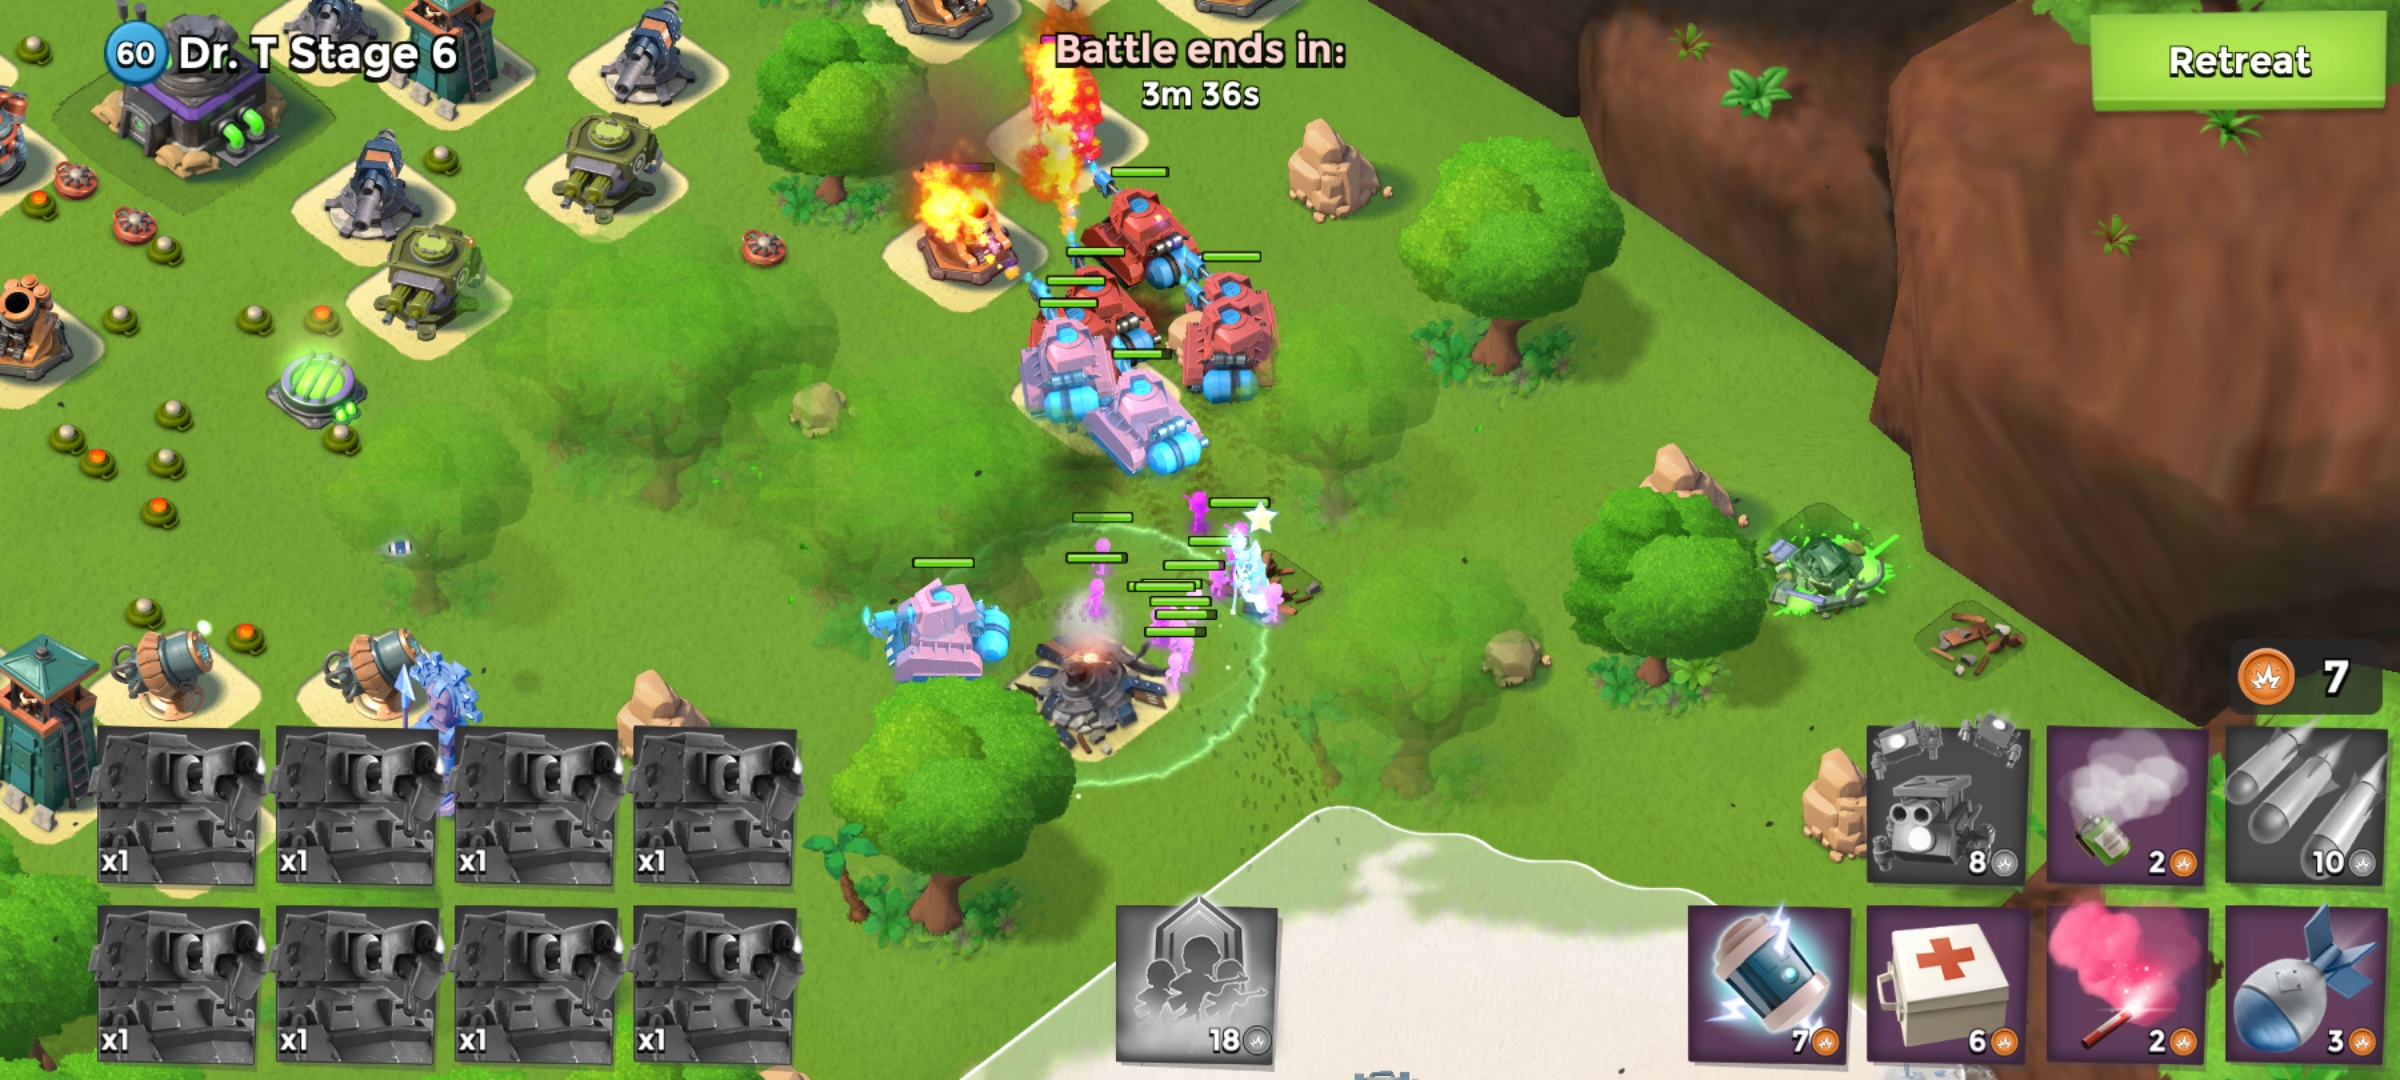 60 Dr. T Stage 6
Battle ends in:
3m 36s
Retreat
7
x1 x1 x1 x1
8 2 10
x1 x1 x1 x1
18 7 6 2 3